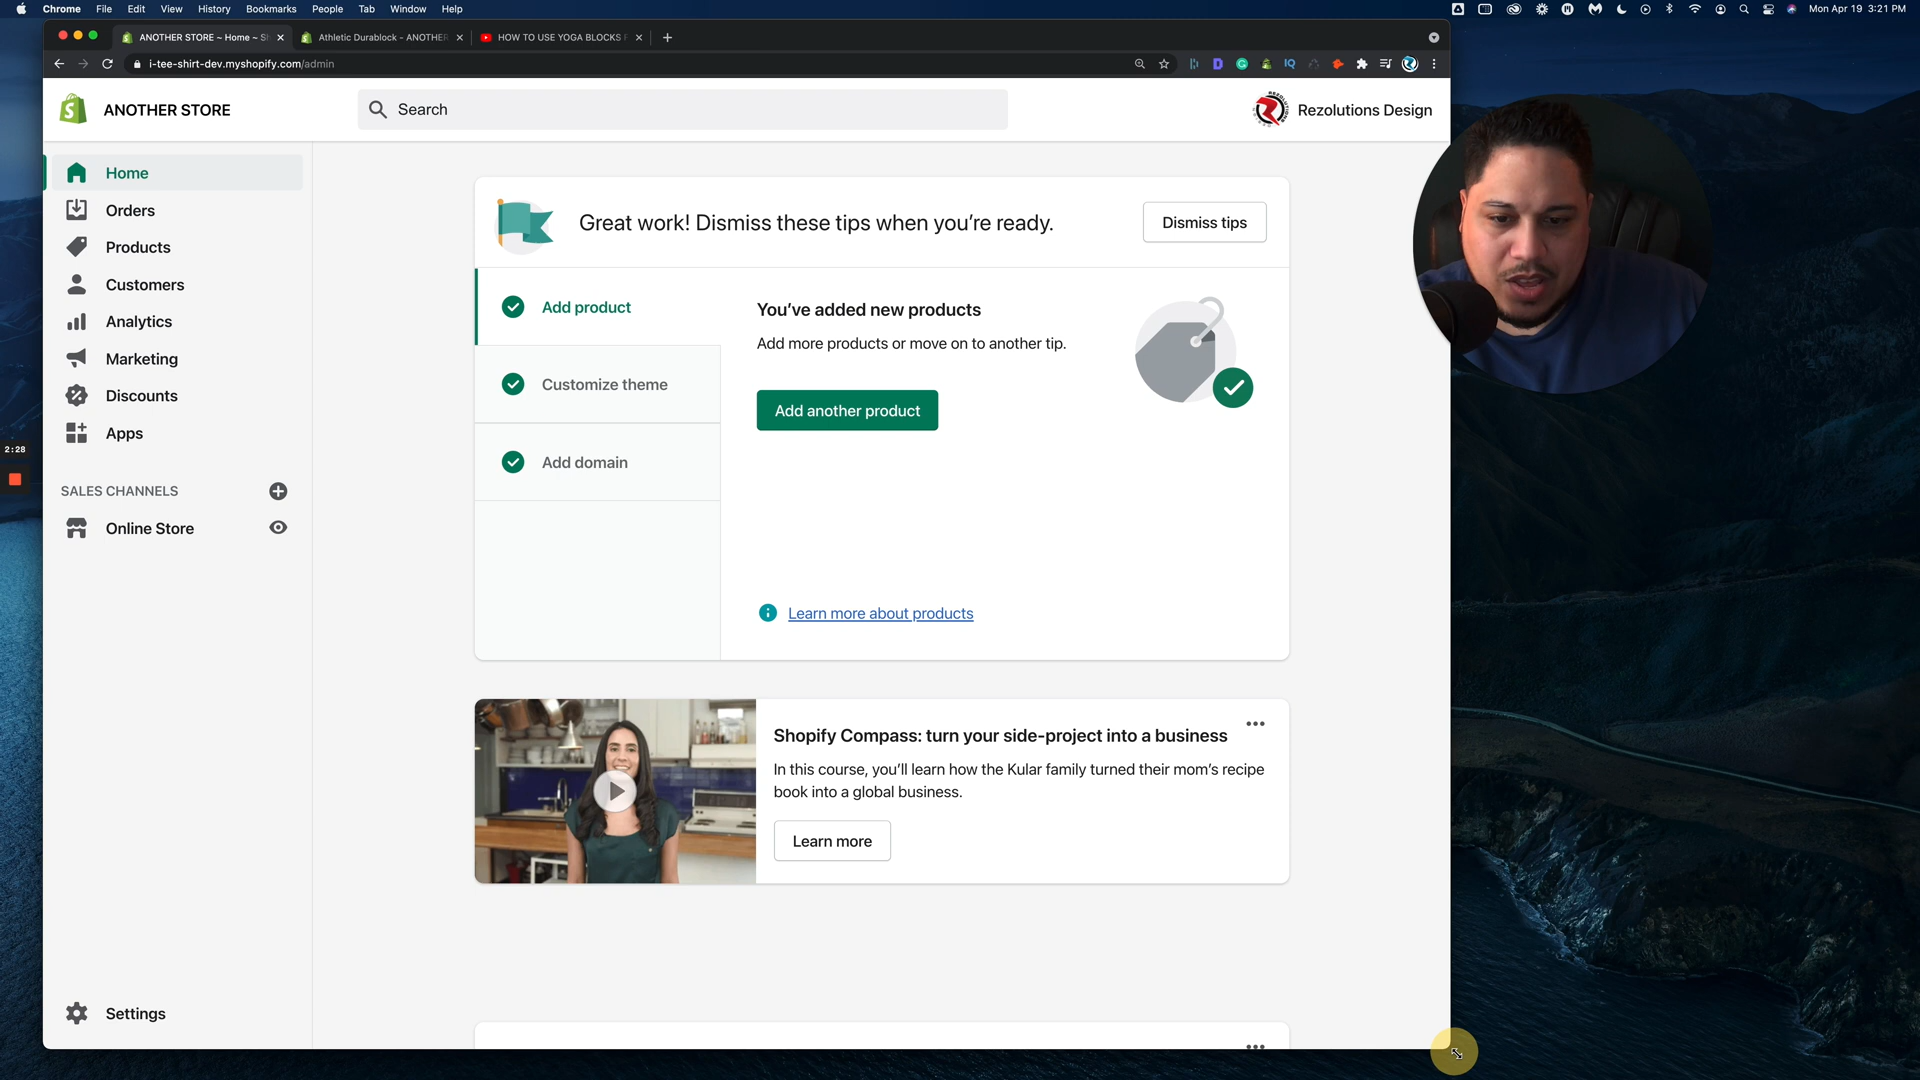 Chrome File Edit View History Bookmarks People Tab Window Help
Mon Apr 19 3:21 PM
ANOTHER STORE ~ Home ~ S
Athletic Durablock - ANOTHER
HOW TO USE YOGA BLOCKS
i-tee-shirt-dev.myshopify.com/admin
IQ
ANOTHER STORE
Search
Rezolutions Design
Home
Orders
Products
Customers
Analytics
Marketing
Discounts
Apps
2:28
SALES CHANNELS
Online Store
Settings
Great work! Dismiss these tips when you’re ready.
Dismiss tips
Add product
Customize theme
Add domain
You’ve added new products
Add more products or move on to another tip.
Add another product
Learn more about products
Shopify Compass: turn your side-project into a business
In this course, you’ll learn how the Kular family turned their mom’s recipe
book into a global business.
Learn more